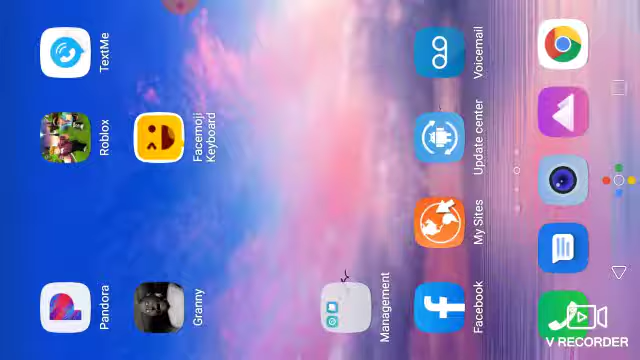 Pandora
Roblox
TextMe
Granny
Facemoji
Keyboard
Management
Facebook
My Sites
Update center
Voicemail
V RECORDER